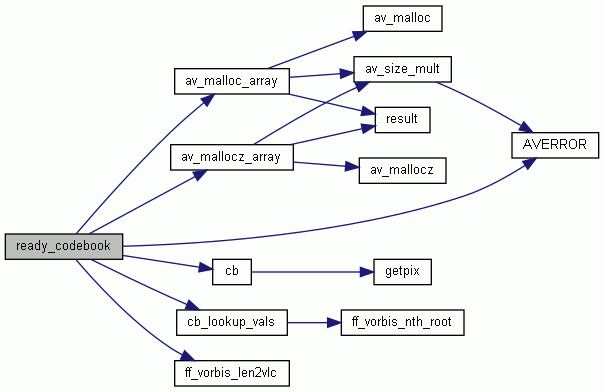 av_malloc
av_malloc_array
av_size_mult
result
AVERROR
av_mallocz_array
av_mallocz
ready_codebook
cb
getpix
cb_lookup_vals
ff_vorbis_nth_root
ff_vorbis_len2vlc